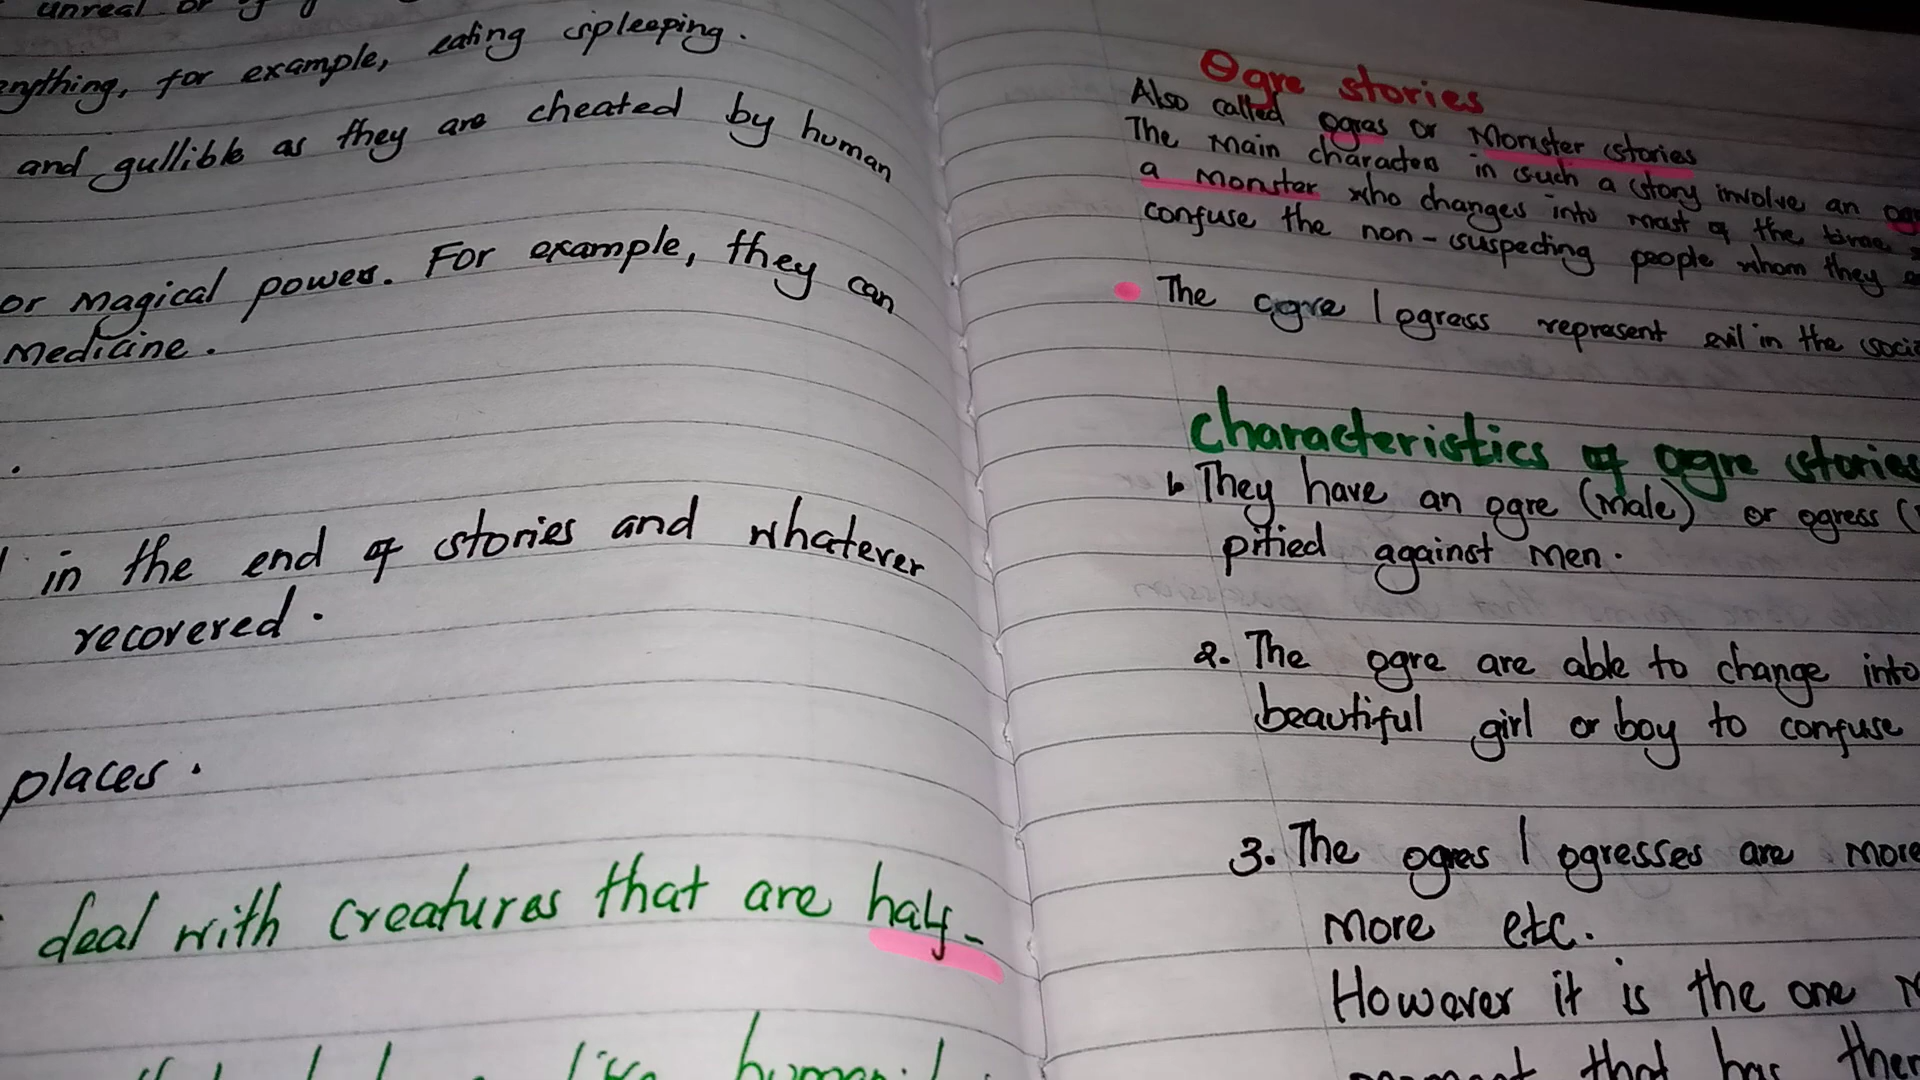 unreal or
anything, for example, eating spleeping.
and gullible as they are cheated by human
or magical power. For example, they can
medicine.
in the end of stories and whatever
recovered.
places.
deal with creatures that are half-
Ogre stories
Also called ogres or Monster stories
The main characters in such a story involve an
a monster who changes into most of the time
confuse the non-suspecting people whom they
The ogre / ogress represent evil in the
Characteristics of ogre stories
1. They have an ogre (male) or ogress (
pitied against men.
2. The ogre are able to change into
beautiful girl or boy to confuse
3. The ogres / ogresses are more
more etc.
However it is the one
that has